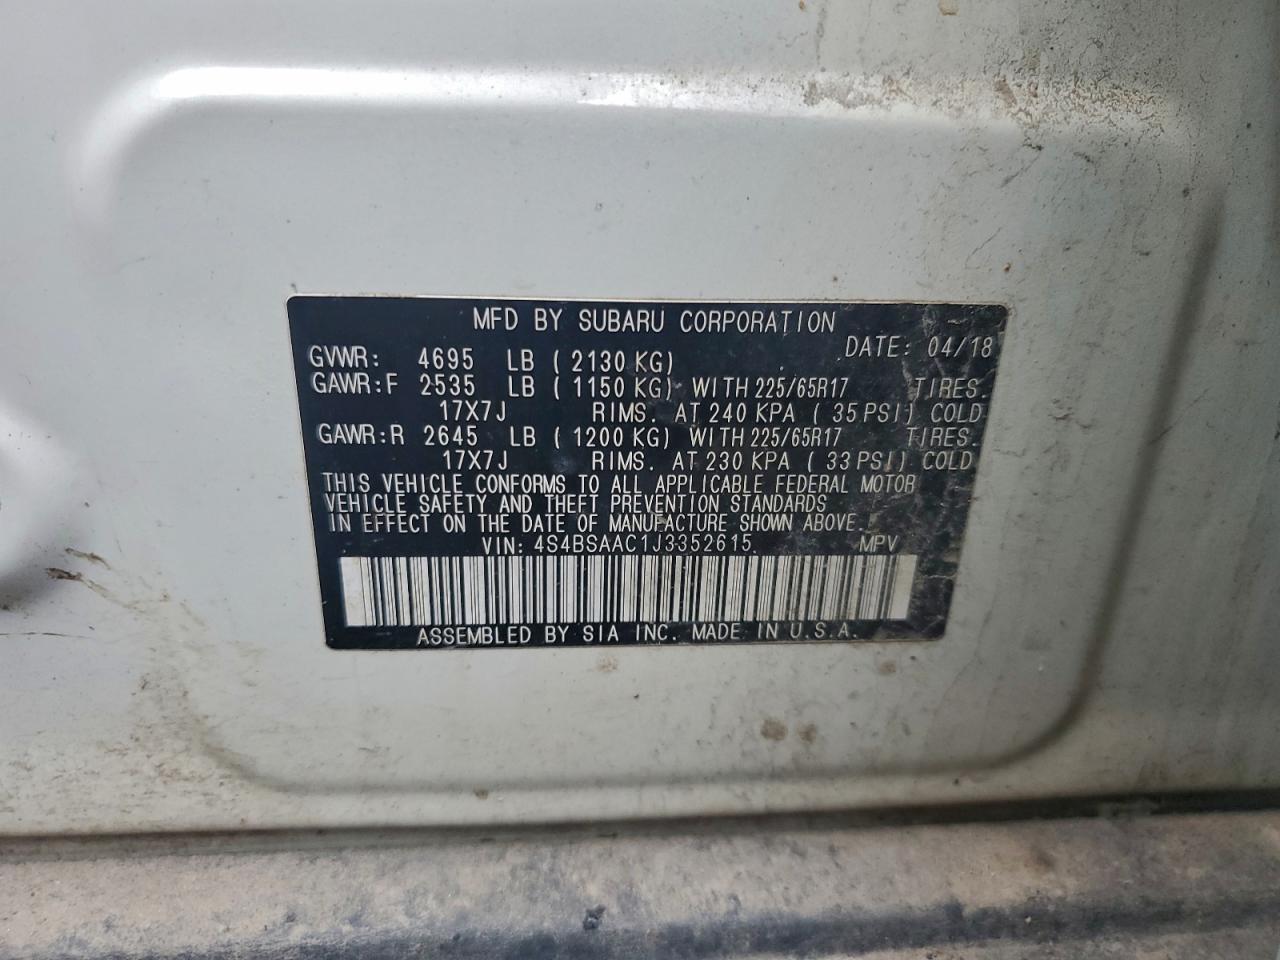 MFD BY SUBARU CORPORATION
GVWR: 4695 LB ( 2130 KG) DATE: 04/18
GAWR:F 2535 LB ( 1150 KG) WITH 225/65R17 TIRES.
17X7J RIMS. AT 240 KPA ( 35 PSI) COLD
GAWR:R 2645 LB ( 1200 KG) WITH 225/65R17 TIRES.
17X7J RIMS. AT 230 KPA ( 33 PSI) COLD
THIS VEHICLE CONFORMS TO ALL APPLICABLE FEDERAL MOTOR
VEHICLE SAFETY AND THEFT PREVENTION STANDARDS
IN EFFECT ON THE DATE OF MANUFACTURE SHOWN ABOVE.
VIN: 4S4BSAAC1J3352615 MPV
ASSEMBLED BY SIA INC. MADE IN U.S.A.